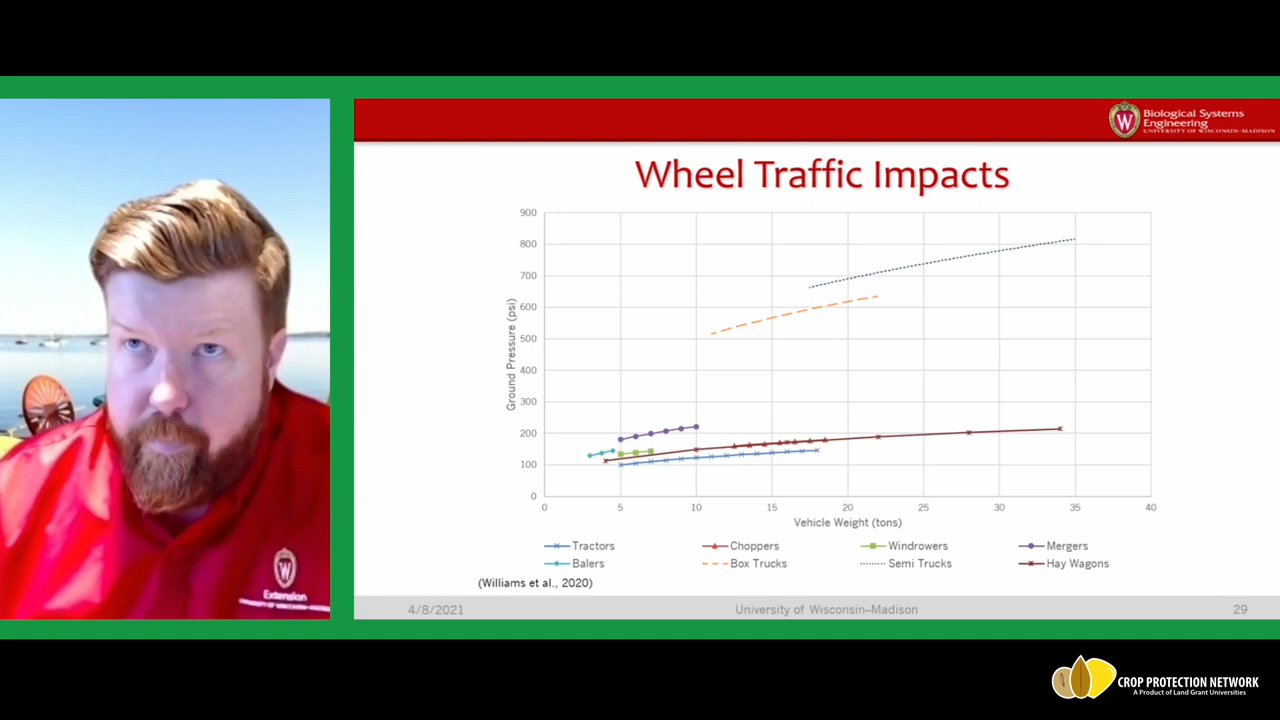 Biological Systems
Engineering
UNIVERSITY OF WISCONSIN–MADISON
Wheel Traffic Impacts
Ground Pressure (psi)
900
800
700
600
500
400
300
200
100
0
0 5 10 15 20 25 30 35 40
Vehicle Weight (tons)
Tractors Choppers Windrowers Mergers
Balers Box Trucks Semi Trucks Hay Wagons
(Williams et al., 2020)
4/8/2021 University of Wisconsin–Madison 29
W
Extension
CROP PROTECTION NETWORK
A Product of Land Grant Universities